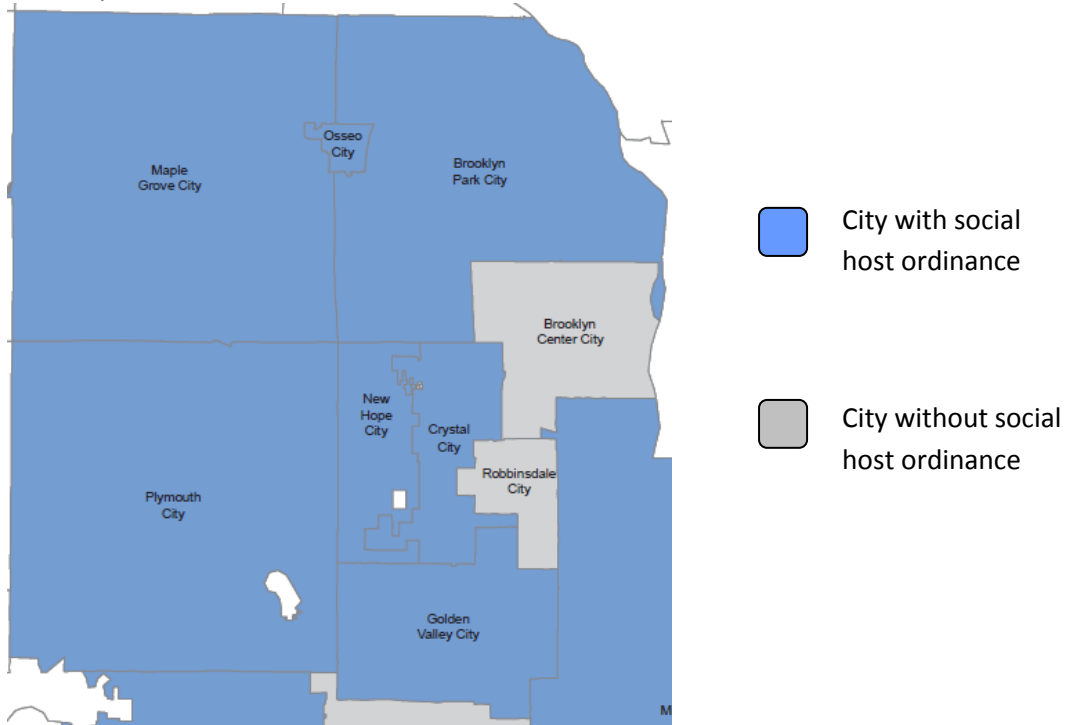 Osseo
City
Maple
Grove City
Brooklyn
Park City
Brooklyn
Center City
New
Hope
City
Crystal
City
Robbinsdale
City
Plymouth
City
Golden
Valley City
M
City with social
host ordinance
City without social
host ordinance